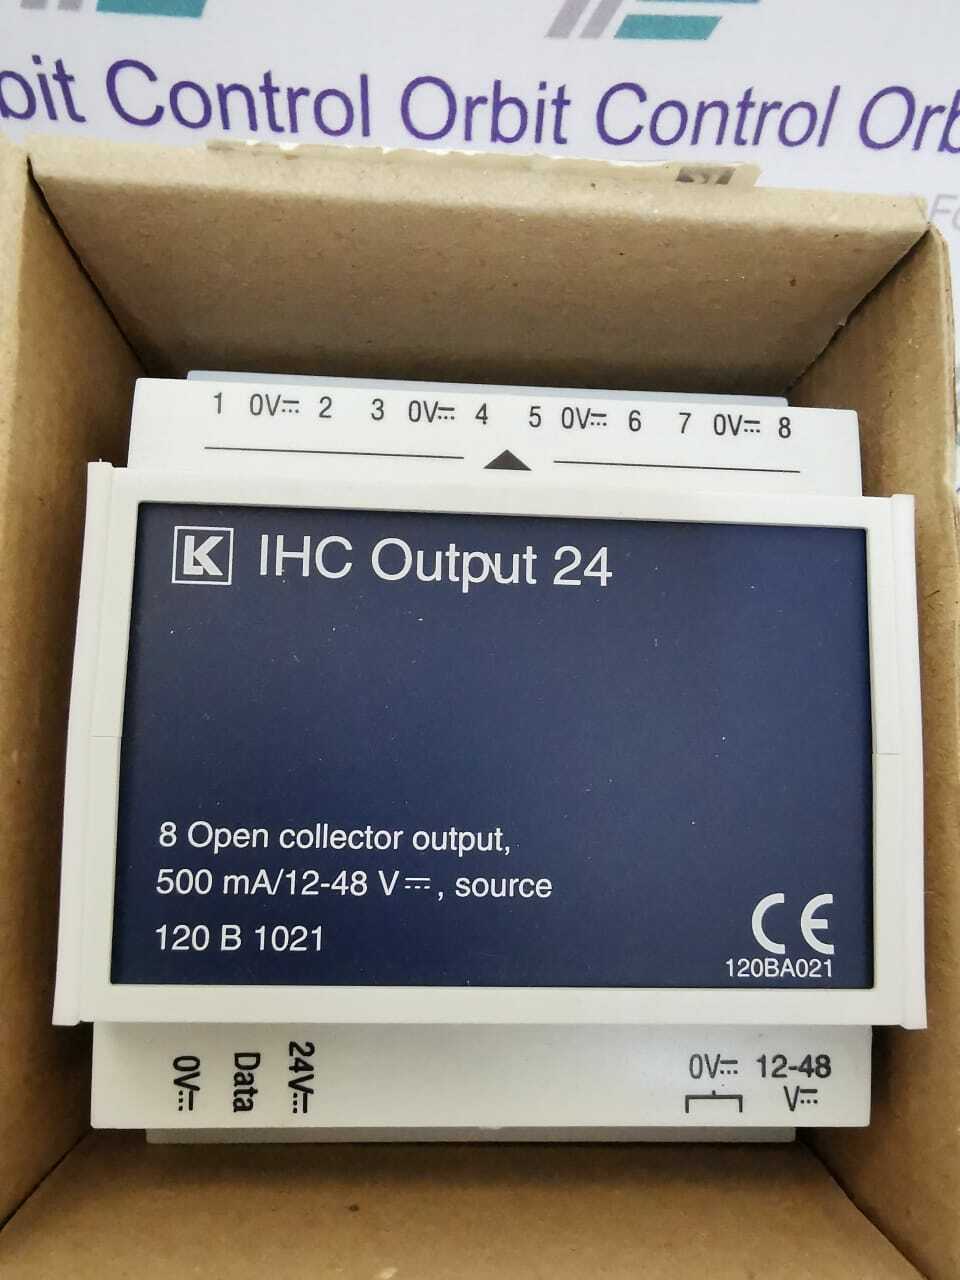 bit Control Orbit Control Orb
1 0V⎓ 2 3 0V⎓ 4 5 0V⎓ 6 7 0V⎓ 8
LK IHC Output 24
8 Open collector output,
500 mA/12-48 V⎓, source
120 B 1021
CE
120BA021
0V⎓ Data 24V⎓
0V⎓ 12-48
V⎓